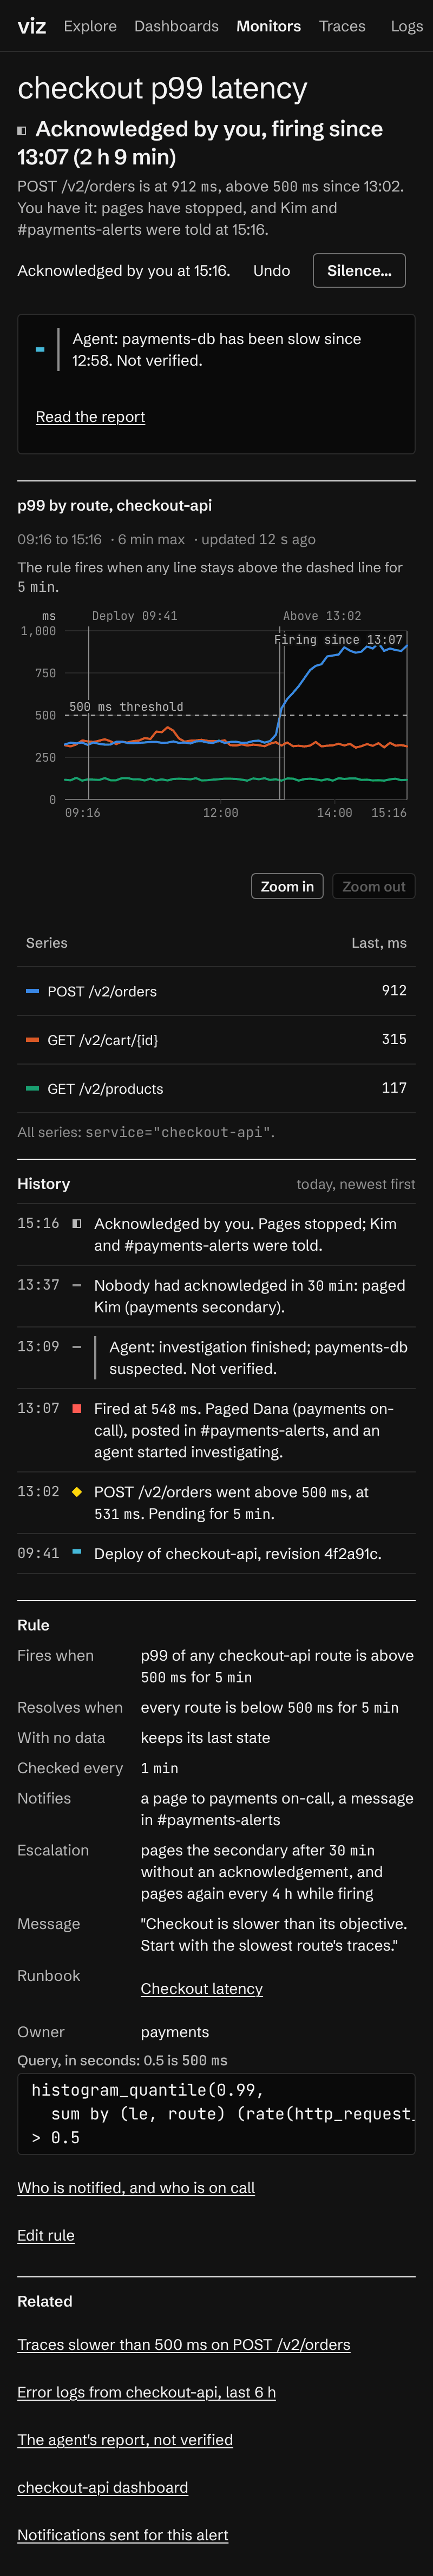 viz Explore Dashboards Monitors Traces Logs
checkout p99 latency
Acknowledged by you, firing since
13:07 (2 h 9 min)
POST /v2/orders is at 912 ms, above 500 ms since 13:02.
You have it: pages have stopped, and Kim and
#payments-alerts were told at 15:16.
Acknowledged by you at 15:16. Undo Silence…
Agent: payments-db has been slow since
12:58. Not verified.
Read the report
p99 by route, checkout-api
09:16 to 15:16 · 6 min max · updated 12 s ago
The rule fires when any line stays above the dashed line for
5 min.
ms Deploy 09:41 Above 13:02
1,000 Firing since 13:07
750
500 500 ms threshold
250
0
09:16 12:00 14:00 15:16
Zoom in Zoom out
Series Last, ms
POST /v2/orders 912
GET /v2/cart/{id} 315
GET /v2/products 117
All series: service="checkout-api".
History today, newest first
15:16 Acknowledged by you. Pages stopped; Kim
and #payments-alerts were told.
13:37 Nobody had acknowledged in 30 min: paged
Kim (payments secondary).
13:09 Agent: investigation finished; payments-db
suspected. Not verified.
13:07 Fired at 548 ms. Paged Dana (payments on-
call), posted in #payments-alerts, and an
agent started investigating.
13:02 POST /v2/orders went above 500 ms, at
531 ms. Pending for 5 min.
09:41 Deploy of checkout-api, revision 4f2a91c.
Rule
Fires when p99 of any checkout-api route is above
500 ms for 5 min
Resolves when every route is below 500 ms for 5 min
With no data keeps its last state
Checked every 1 min
Notifies a page to payments on-call, a message
in #payments-alerts
Escalation pages the secondary after 30 min
without an acknowledgement, and
pages again every 4 h while firing
Message "Checkout is slower than its objective.
Start with the slowest route's traces."
Runbook Checkout latency
Owner payments
Query, in seconds: 0.5 is 500 ms
histogram_quantile(0.99,
sum by (le, route) (rate(http_request_
> 0.5
Who is notified, and who is on call
Edit rule
Related
Traces slower than 500 ms on POST /v2/orders
Error logs from checkout-api, last 6 h
The agent's report, not verified
checkout-api dashboard
Notifications sent for this alert